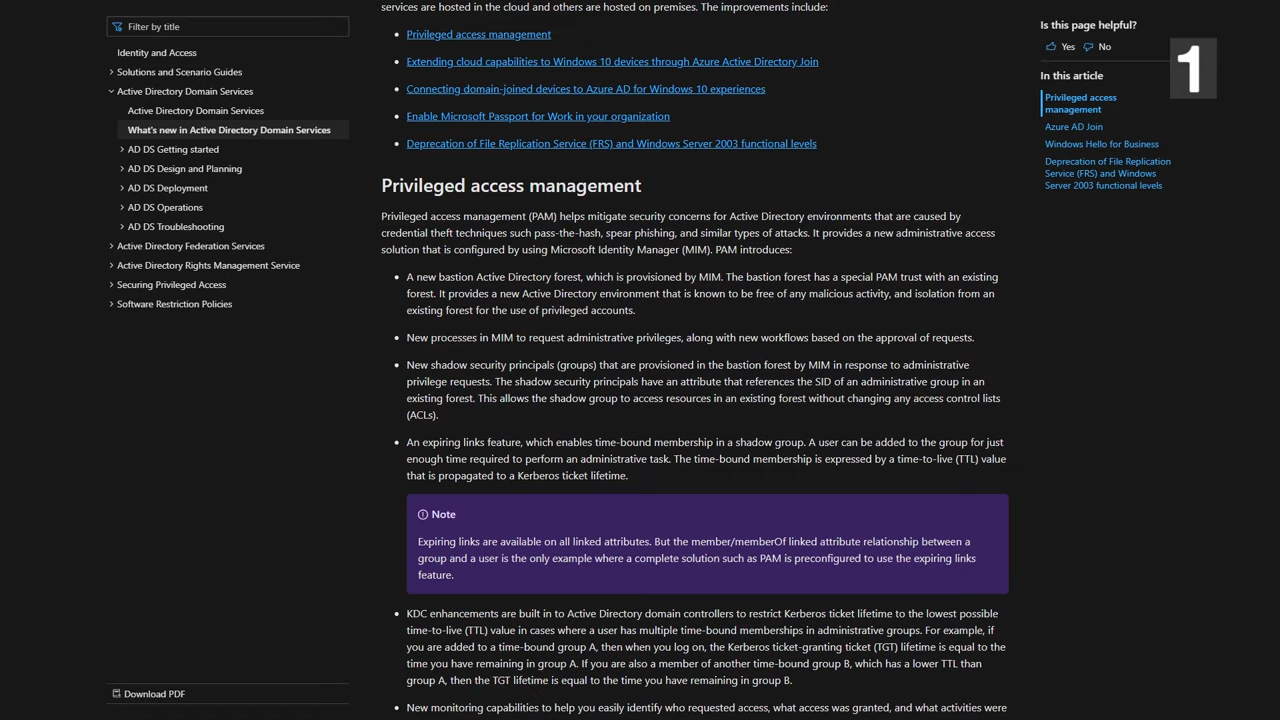 services are hosted in the cloud and others are hosted on premises. The improvements include:
Filter by title
Identity and Access
Solutions and Scenario Guides
Active Directory Domain Services
Active Directory Domain Services
What's new in Active Directory Domain Services
AD DS Getting started
AD DS Design and Planning
AD DS Deployment
AD DS Operations
AD DS Troubleshooting
Active Directory Federation Services
Active Directory Rights Management Service
Securing Privileged Access
Software Restriction Policies
Download PDF
Privileged access management
Extending cloud capabilities to Windows 10 devices through Azure Active Directory Join
Connecting domain-joined devices to Azure AD for Windows 10 experiences
Enable Microsoft Passport for Work in your organization
Deprecation of File Replication Service (FRS) and Windows Server 2003 functional levels
Privileged access management
Privileged access management (PAM) helps mitigate security concerns for Active Directory environments that are caused by
credential theft techniques such pass-the-hash, spear phishing, and similar types of attacks. It provides a new administrative access
solution that is configured by using Microsoft Identity Manager (MIM). PAM introduces:
A new bastion Active Directory forest, which is provisioned by MIM. The bastion forest has a special PAM trust with an existing
forest. It provides a new Active Directory environment that is known to be free of any malicious activity, and isolation from an
existing forest for the use of privileged accounts.
New processes in MIM to request administrative privileges, along with new workflows based on the approval of requests.
New shadow security principals (groups) that are provisioned in the bastion forest by MIM in response to administrative
privilege requests. The shadow security principals have an attribute that references the SID of an administrative group in an
existing forest. This allows the shadow group to access resources in an existing forest without changing any access control lists
(ACLs).
An expiring links feature, which enables time-bound membership in a shadow group. A user can be added to the group for just
enough time required to perform an administrative task. The time-bound membership is expressed by a time-to-live (TTL) value
that is propagated to a Kerberos ticket lifetime.
Note
Expiring links are available on all linked attributes. But the member/memberOf linked attribute relationship between a
group and a user is the only example where a complete solution such as PAM is preconfigured to use the expiring links
feature.
KDC enhancements are built in to Active Directory domain controllers to restrict Kerberos ticket lifetime to the lowest possible
time-to-live (TTL) value in cases where a user has multiple time-bound memberships in administrative groups. For example, if
you are added to a time-bound group A, then when you log on, the Kerberos ticket-granting ticket (TGT) lifetime is equal to the
time you have remaining in group A. If you are also a member of another time-bound group B, which has a lower TTL than
group A, then the TGT lifetime is equal to the time you have remaining in group B.
New monitoring capabilities to help you easily identify who requested access, what access was granted, and what activities were
Is this page helpful?
Yes No
1
In this article
Privileged access
management
Azure AD Join
Windows Hello for Business
Deprecation of File Replication
Service (FRS) and Windows
Server 2003 functional levels